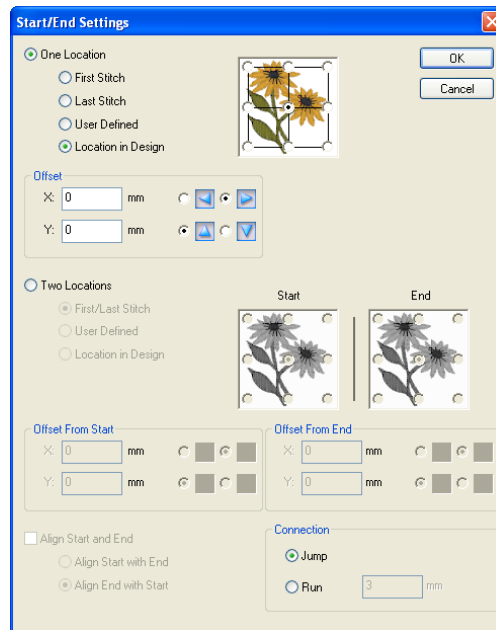 Start/End Settings
One Location
OK
First Stitch
Cancel
Last Stitch
User Defined
Location in Design
Offset
X: 0 mm
Y: 0 mm
Two Locations
Start End
First/Last Stitch
User Defined
Location in Design
Offset From Start Offset From End
X: 0 mm X: 0 mm
Y: 0 mm Y: 0 mm
Align Start and End
Connection
Align Start with End
Jump
Align End with Start
Run 3 mm